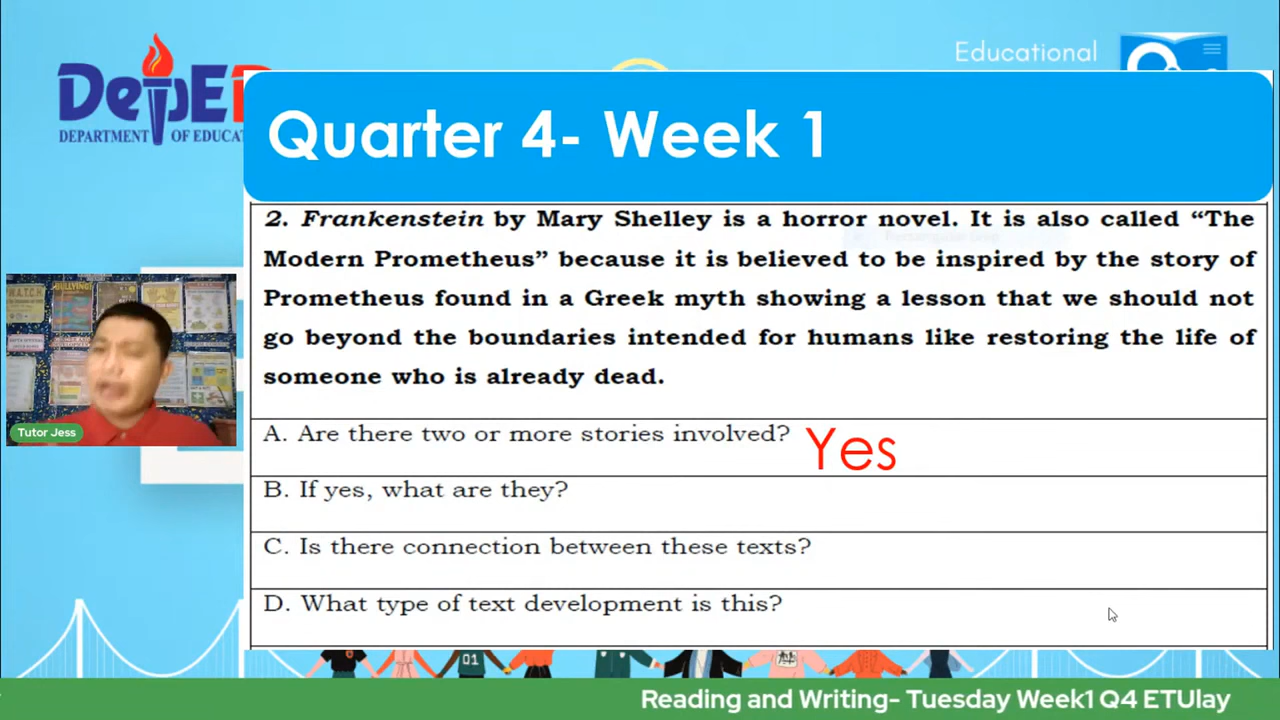 DepED
DEPARTMENT OF EDUCA
Educational
Quarter 4- Week 1
2. Frankenstein by Mary Shelley is a horror novel. It is also called “The
Modern Prometheus” because it is believed to be inspired by the story of
Prometheus found in a Greek myth showing a lesson that we should not
go beyond the boundaries intended for humans like restoring the life of
someone who is already dead.
A. Are there two or more stories involved? Yes
B. If yes, what are they?
C. Is there connection between these texts?
D. What type of text development is this?
BULLYING!
Tutor Jess
01
Reading and Writing- Tuesday Week1 Q4 ETUlay